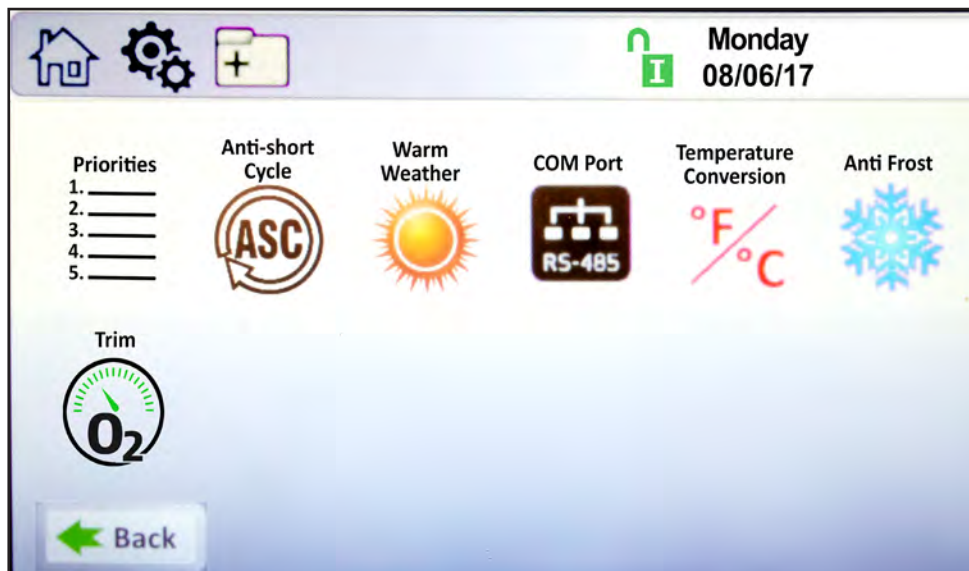 Monday
08/06/17
I
Priorities
1.
2.
3.
4.
5.
Anti-short
Cycle
ASC
Warm
Weather
COM Port
RS-485
Temperature
Conversion
°F/°C
Anti Frost
Trim
O2
Back